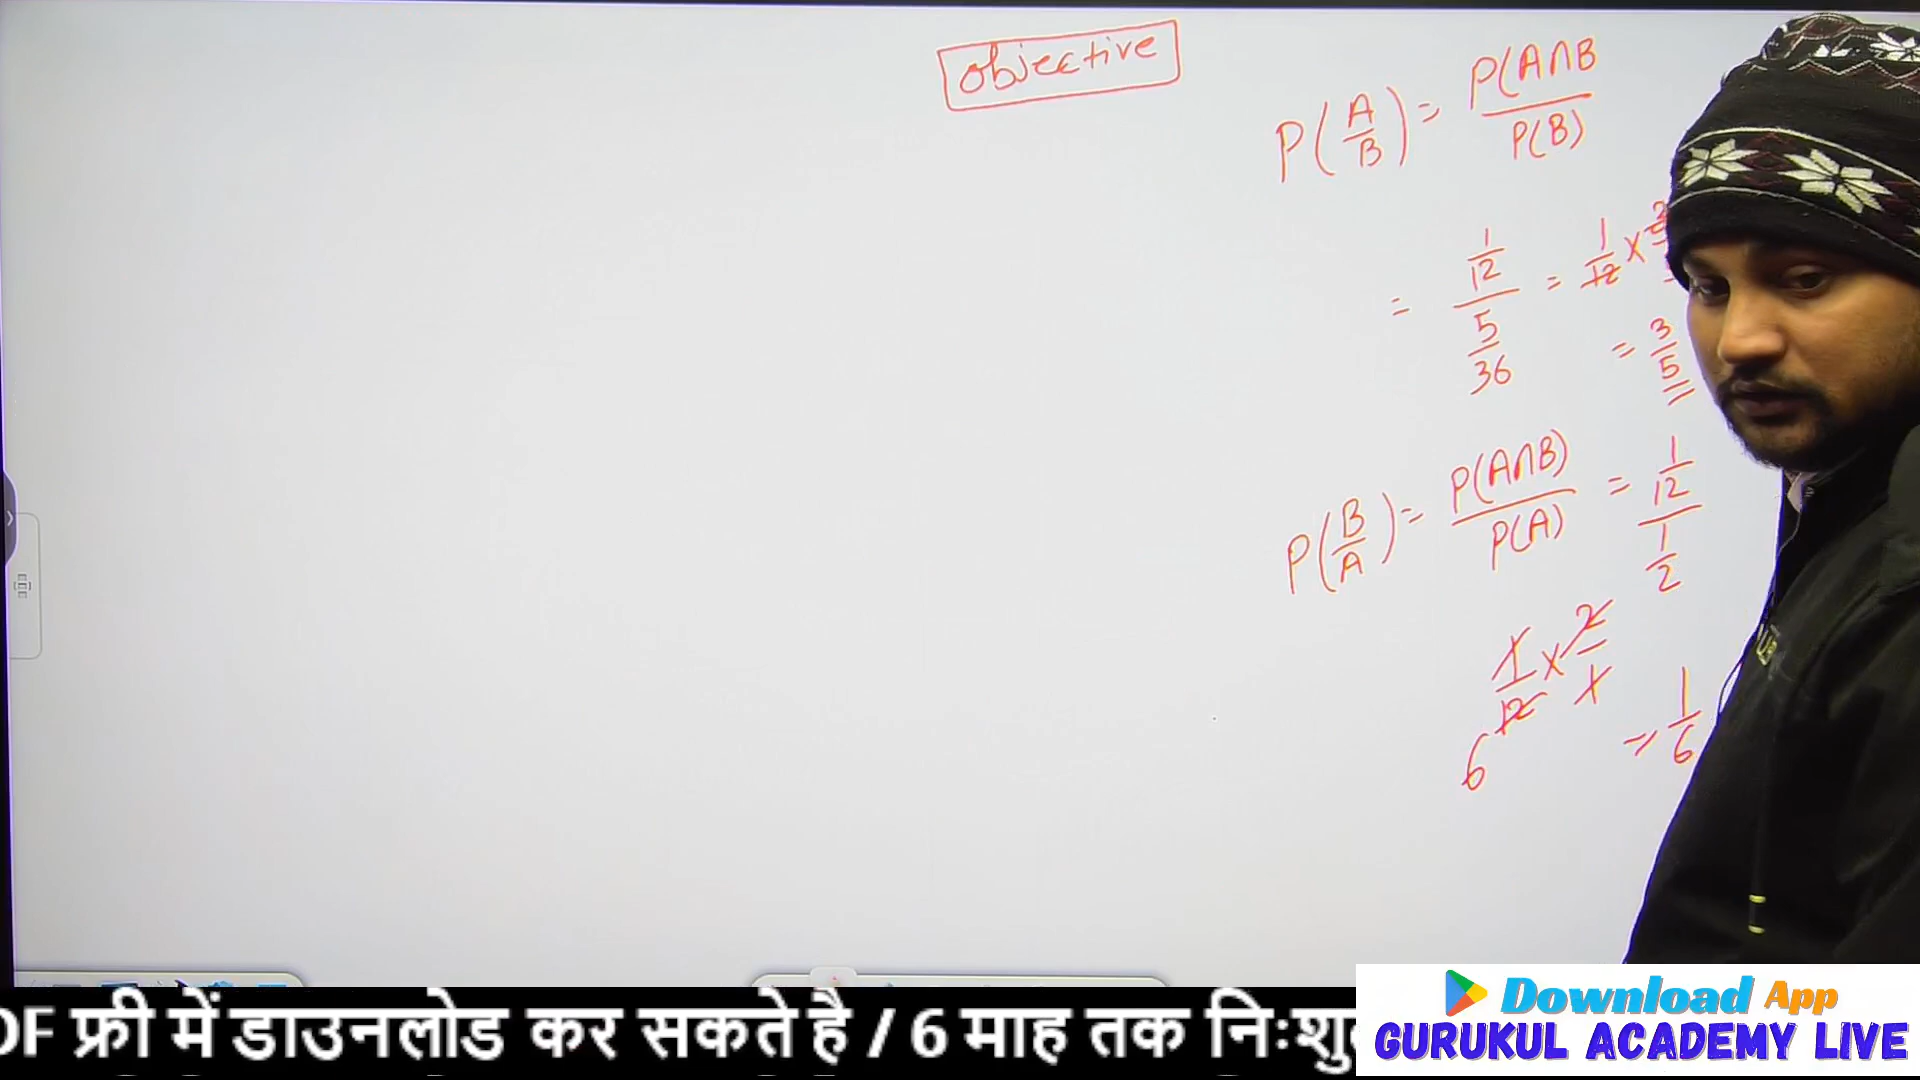 objective
P(A/B) = P(A∩B / P(B)
= 1/12 / 5/36 = 1/12 ×
= 3/5
P(B/A) = P(A∩B) / P(A) = 1/12 / 1/2
1/12 × 2/1
6
= 1/6
DF फ्री में डाउनलोड कर सकते है / 6 माह तक निःशु
Download App
GURUKUL ACADEMY LIVE